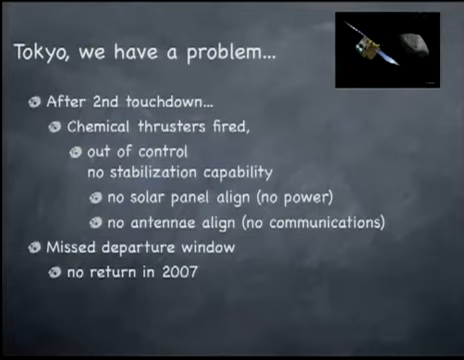 Tokyo, we have a problem...
After 2nd touchdown...
Chemical thrusters fired,
out of control
no stabilization capability
no solar panel align (no power)
no antennae align (no communications)
Missed departure window
no return in 2007